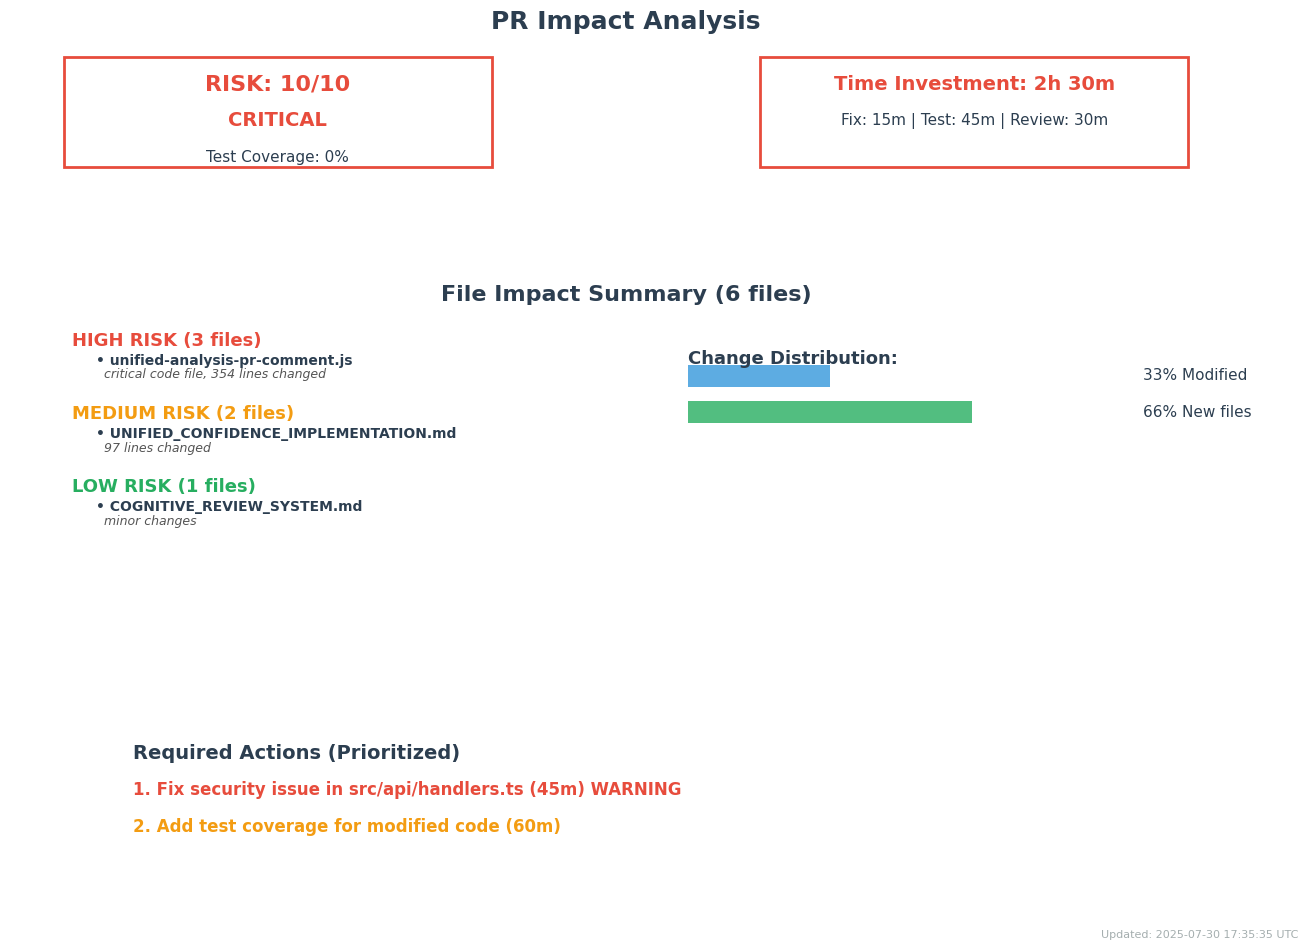 PR Impact Analysis
RISK: 10/10
CRITICAL
Test Coverage: 0%
Time Investment: 2h 30m
Fix: 15m | Test: 45m | Review: 30m
File Impact Summary (6 files)
HIGH RISK (3 files)
• unified-analysis-pr-comment.js
critical code file, 354 lines changed
MEDIUM RISK (2 files)
• UNIFIED_CONFIDENCE_IMPLEMENTATION.md
97 lines changed
LOW RISK (1 files)
• COGNITIVE_REVIEW_SYSTEM.md
minor changes
Change Distribution:
33% Modified
66% New files
Required Actions (Prioritized)
1. Fix security issue in src/api/handlers.ts (45m) WARNING
2. Add test coverage for modified code (60m)
Updated: 2025-07-30 17:35:35 UTC